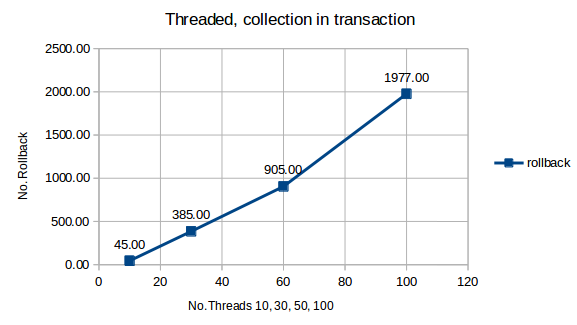 Threaded, collection in transaction
2500.00
2000.00
1500.00
1000.00
500.00
0.00
No. Rollback
1977.00
905.00
385.00
45.00
rollback
0 20 40 60 80 100 120
No.Threads 10, 30, 50, 100